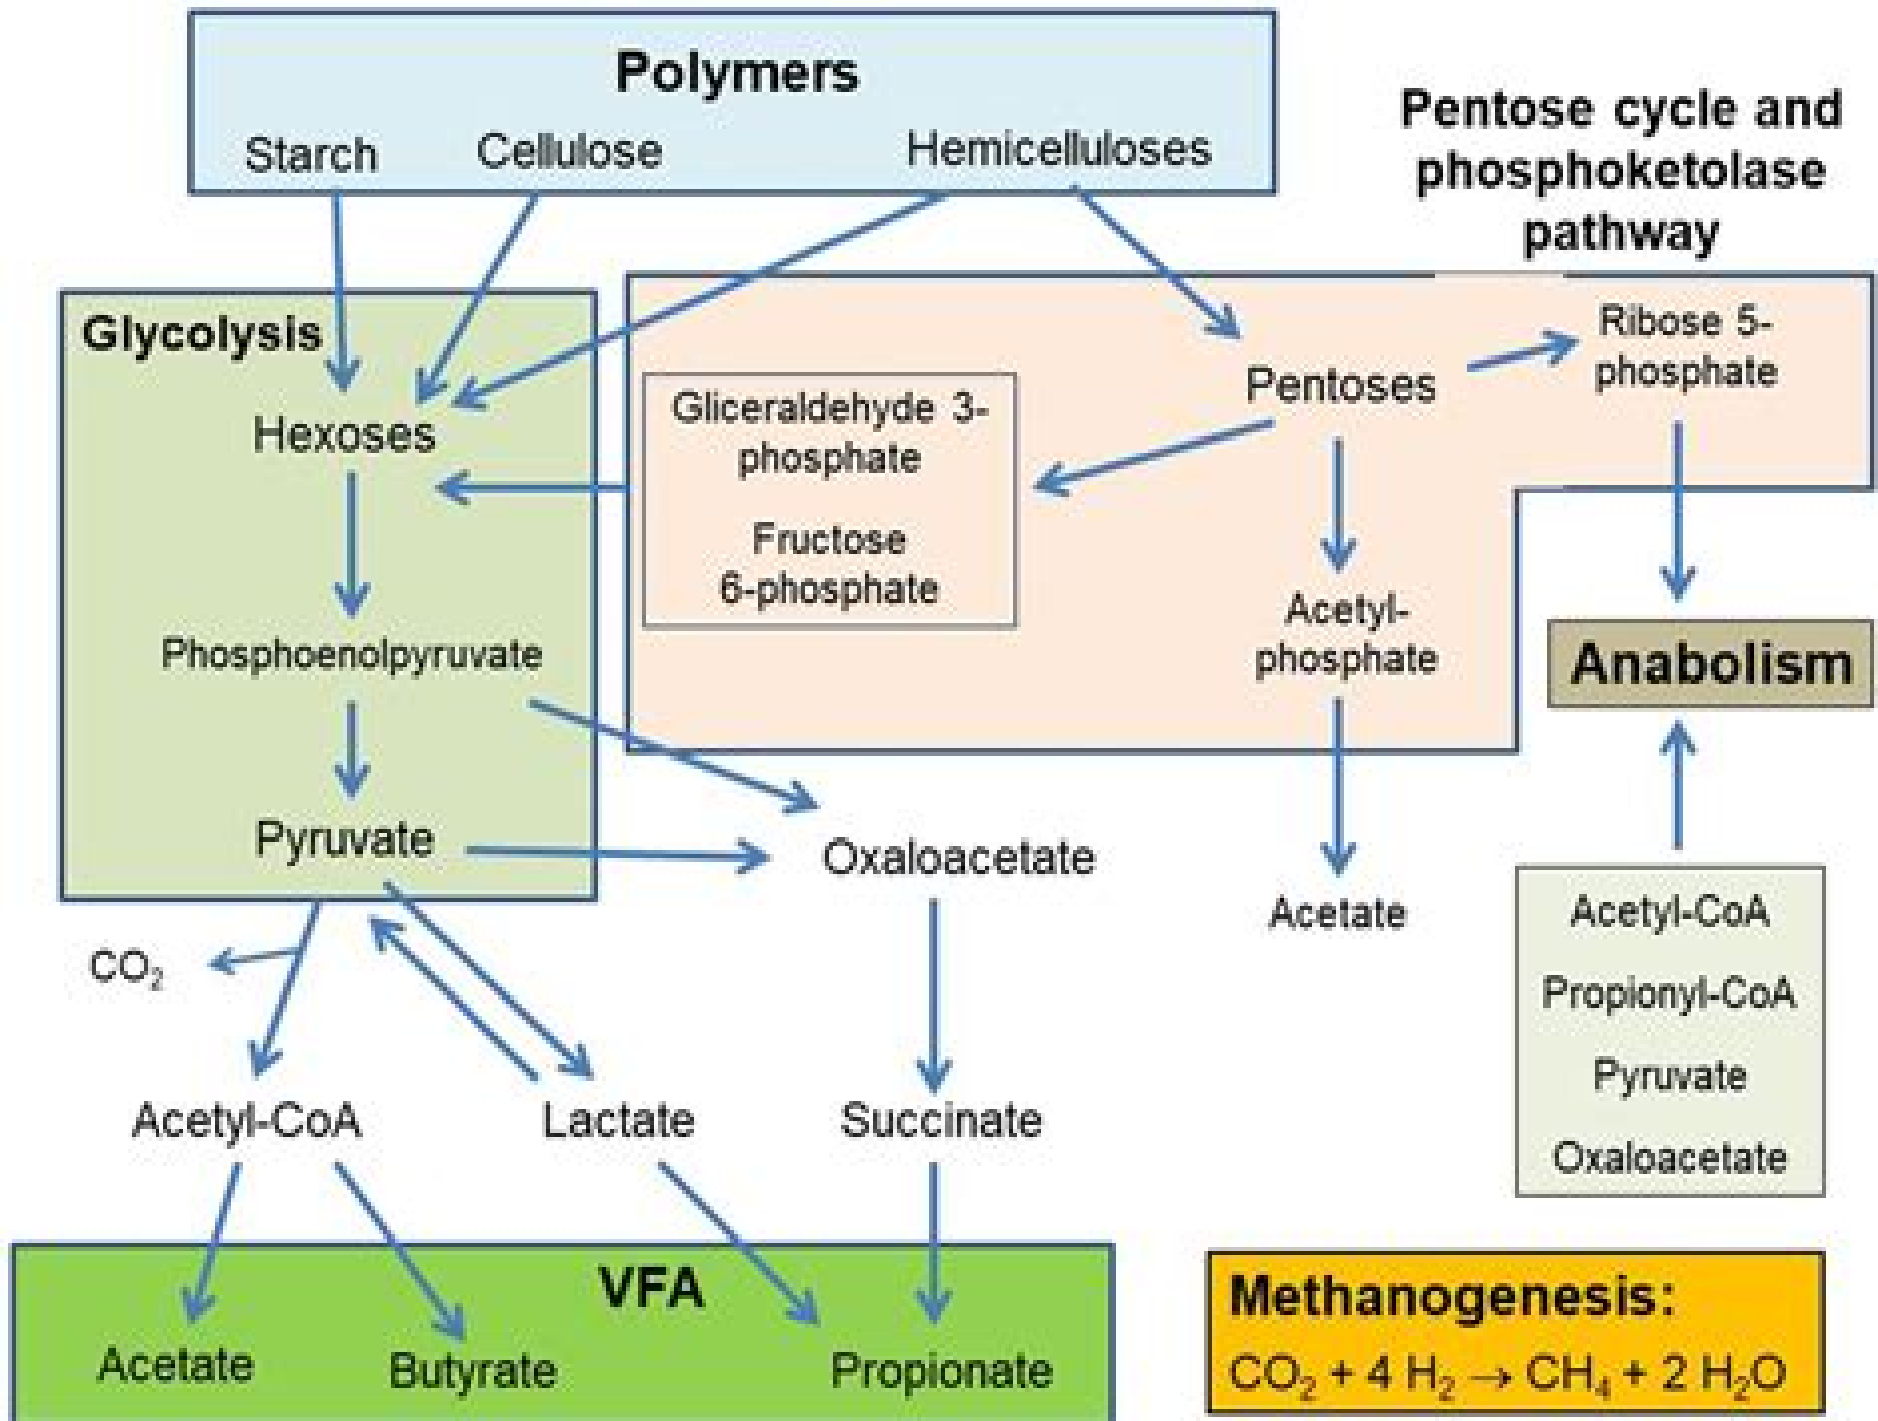 Polymers
Starch
Cellulose
Hemicelluloses
Pentose cycle and
phosphoketolase
pathway
Glycolysis
Hexoses
Phosphoenolpyruvate
Pyruvate
Gliceraldehyde 3-
phosphate
Fructose
6-phosphate
Pentoses
Ribose 5-
phosphate
Acetyl-
phosphate
Anabolism
Oxaloacetate
Acetate
Acetyl-CoA
Propionyl-CoA
Pyruvate
Oxaloacetate
CO₂
Acetyl-CoA
Lactate
Succinate
VFA
Acetate
Butyrate
Propionate
Methanogenesis:
CO₂ + 4 H₂ → CH₄ + 2 H₂O